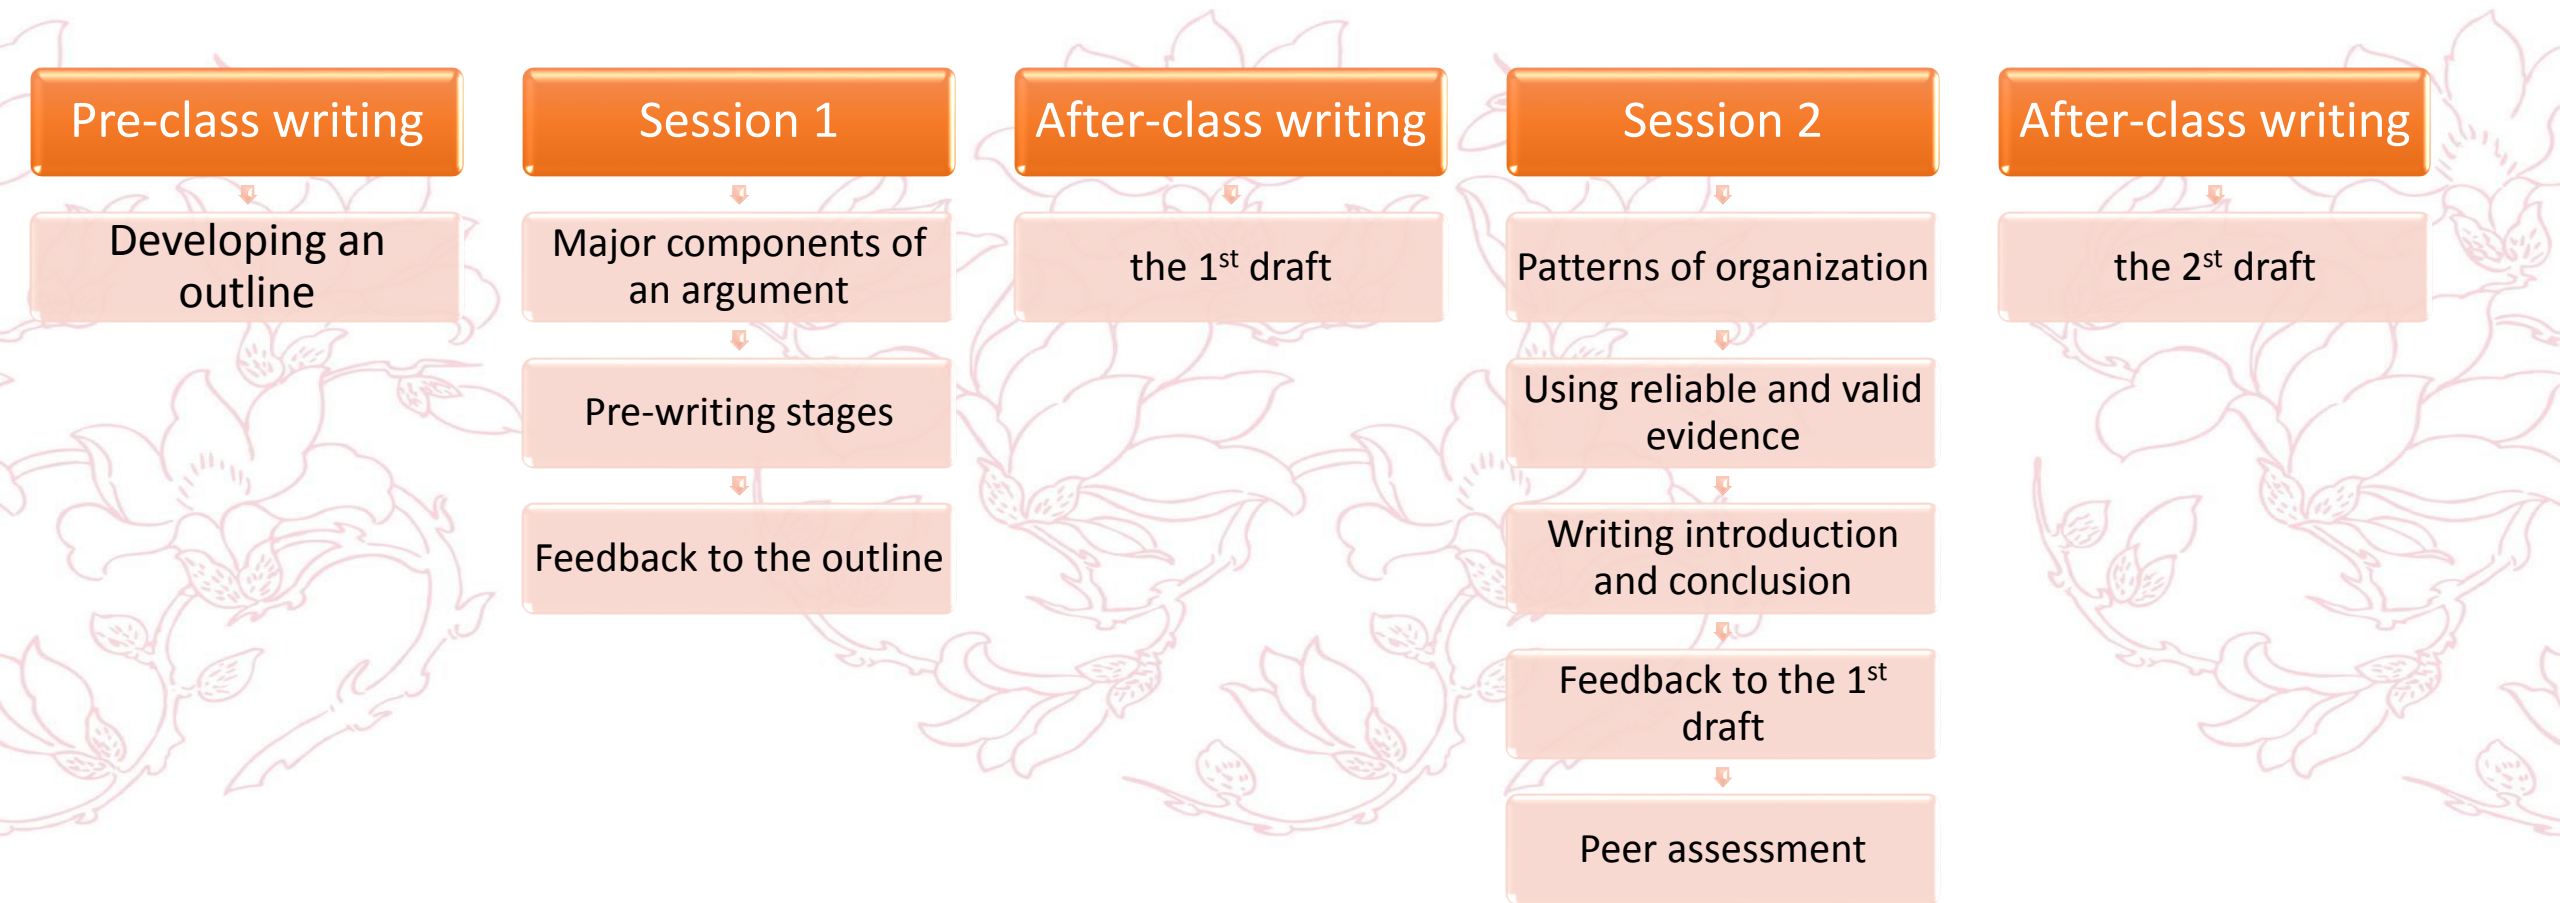 Pre-class writing
Developing an
outline
Session 1
Major components of
an argument
Pre-writing stages
Feedback to the outline
After-class writing
the 1st draft
Session 2
Patterns of organization
Using reliable and valid
evidence
Writing introduction
and conclusion
Feedback to the 1st
draft
Peer assessment
After-class writing
the 2st draft